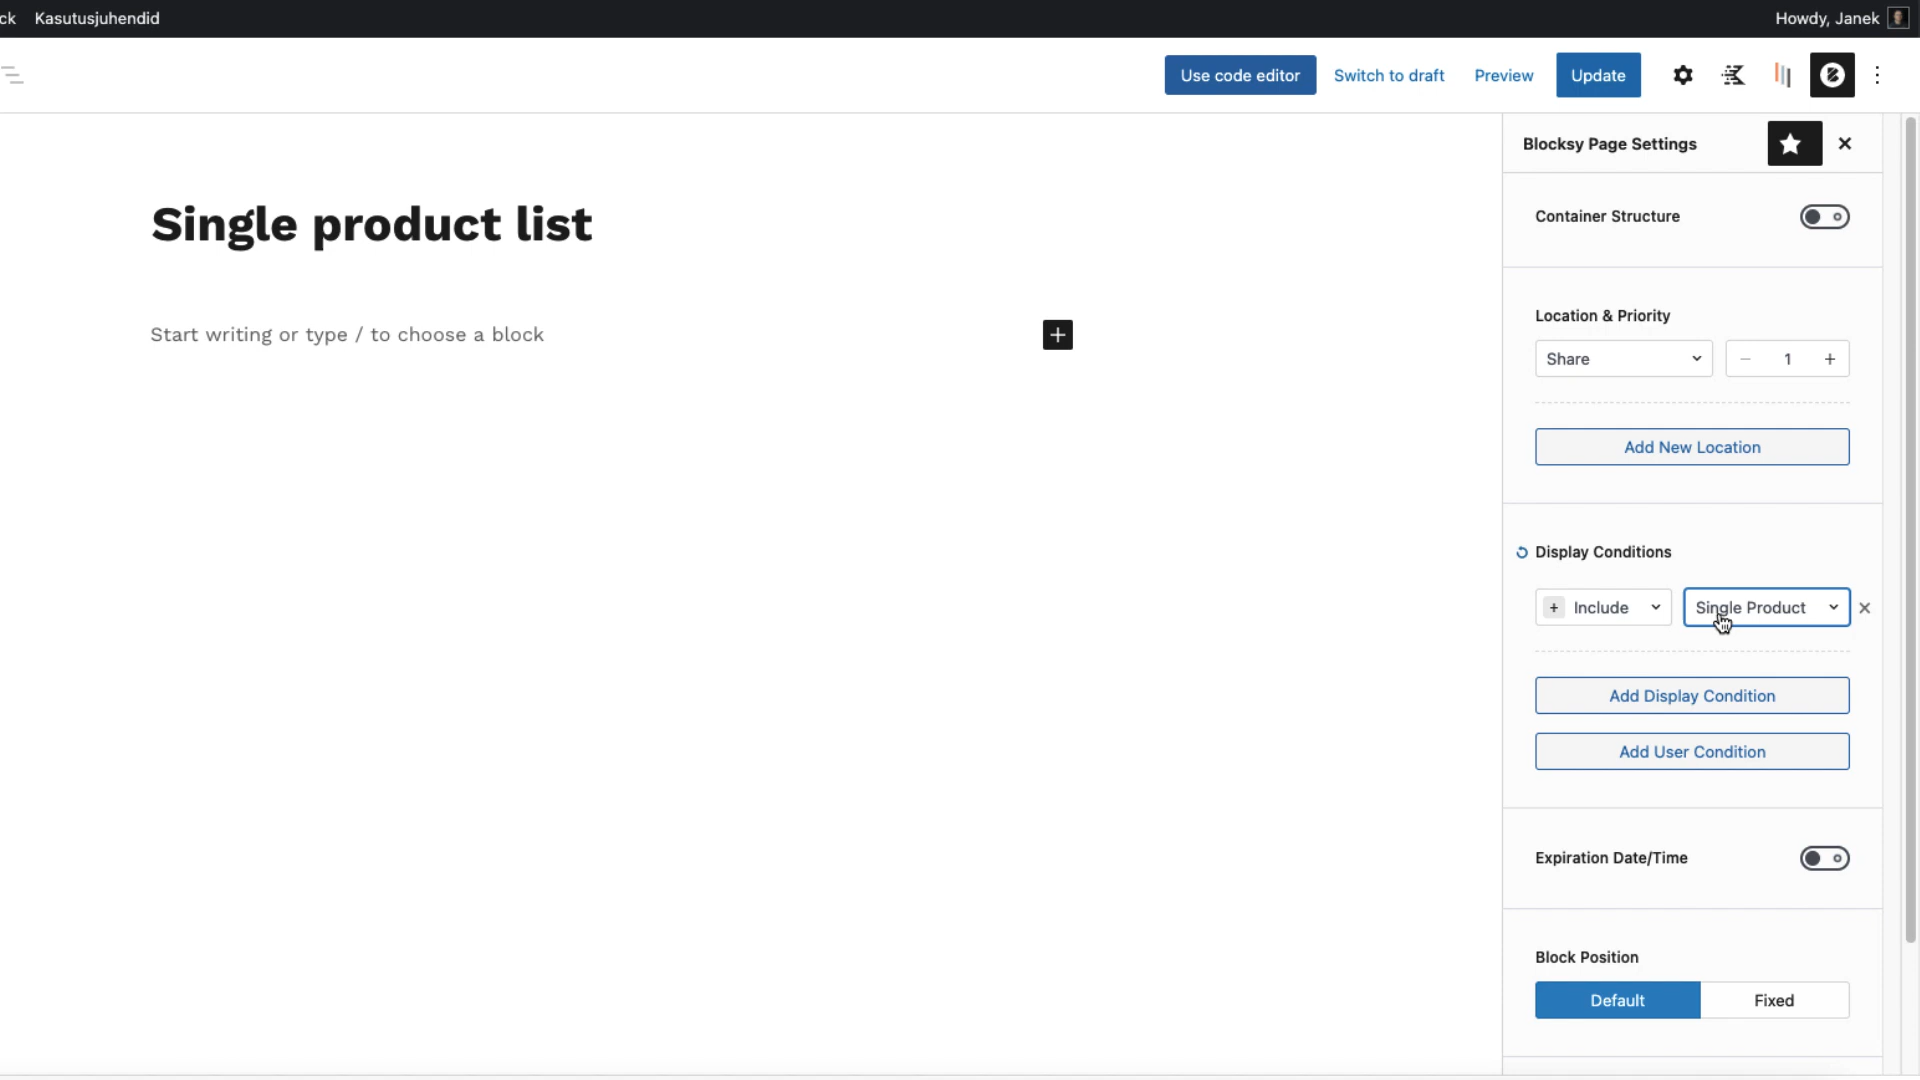 ck Kasutusjuhendid
Howdy, Janek
Use code editor
Switch to draft
Preview
Update
Blocksy Page Settings
Single product list
Start writing or type / to choose a block
Container Structure
Location & Priority
Share
1
Add New Location
Display Conditions
Include
Single Product
Add Display Condition
Add User Condition
Expiration Date/Time
Block Position
Default
Fixed